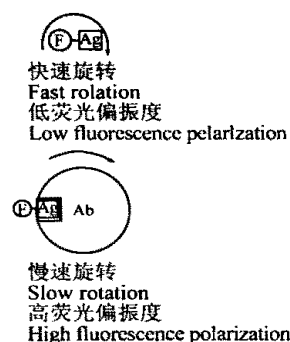 F Ag
快速旋转
Fast rolation
低荧光偏振度
Low fluorescence pelartzation
F Ag Ab
慢速旋转
Slow rotation
高荧光偏振度
High fluorescence polarization